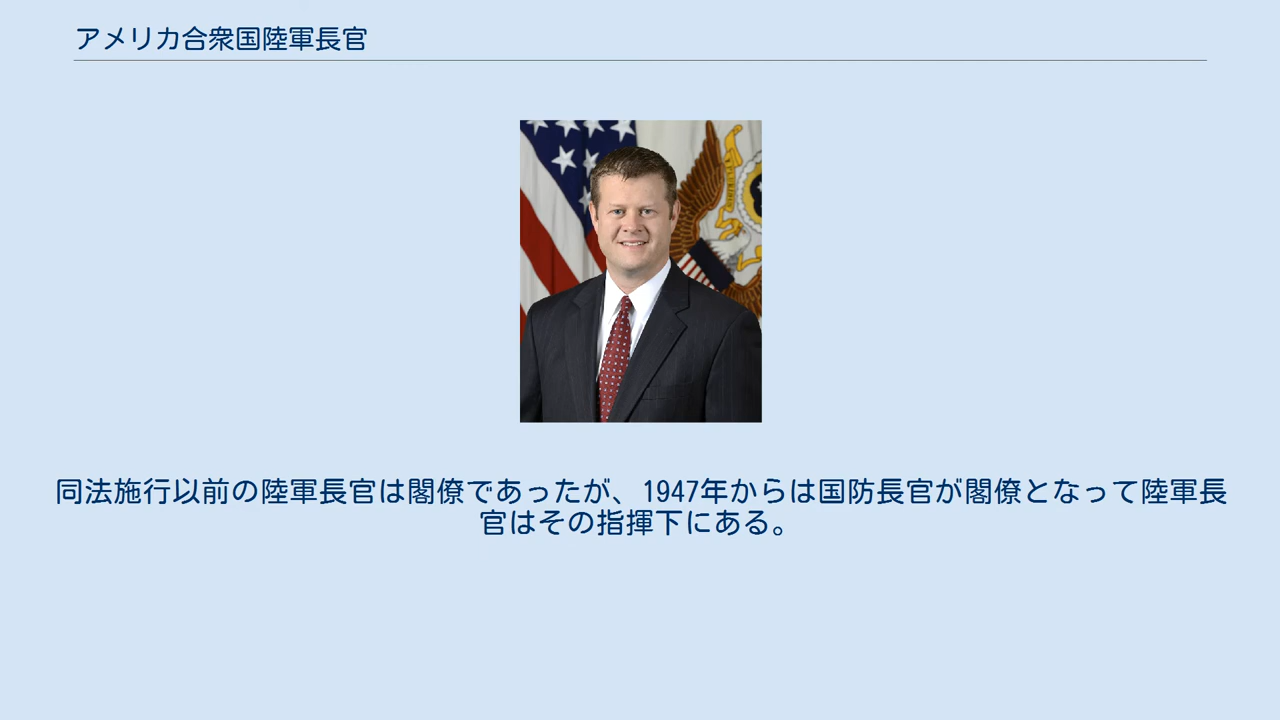 アメリカ合衆国陸軍長官
同法施行以前の陸軍長官は閣僚であったが、1947年からは国防長官が閣僚となって陸軍長
官はその指揮下にある。